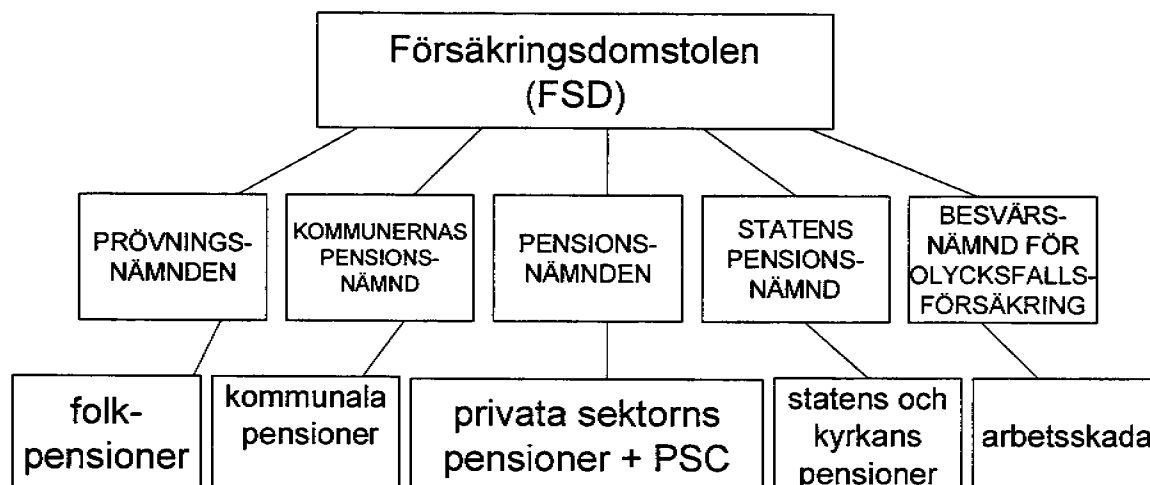 Försäkringsdomstolen
(FSD)
PRÖVNINGS-
NÄMNDEN
KOMMUNERNAS
PENSIONS-
NÄMND
PENSIONS-
NÄMNDEN
STATENS
PENSIONS-
NÄMND
BESVÄRS-
NÄMND FÖR
OLYCKSFALLS-
FÖRSÄKRING
folk-
pensioner
kommunala
pensioner
privata sektorns
pensioner + PSC
statens och
kyrkans
pensioner
arbetsskada